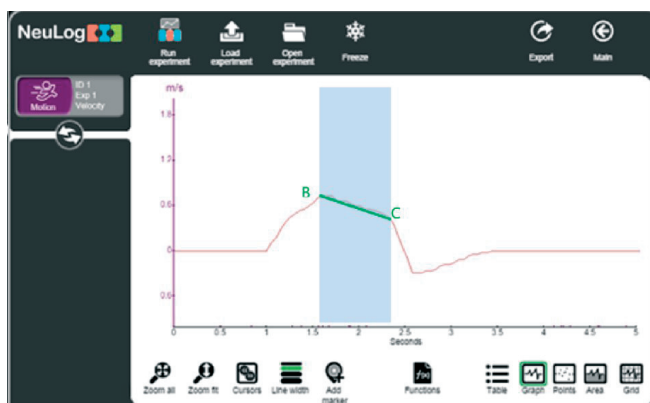 NeuLog
Run experiment
Load experiment
Open experiment
Freeze
Export
Main
Motion
ID 1
Exp 1
Velocity
m/s
1.8
1.2
B
0.6
C
0
0.6
0 0.5 1 1.5 2 2.5 3 3.5 4 4.5 5
Seconds
Zoom all
Zoom fit
Cursors
Line width
Add marker
f(x)
Functions
Table
Graph
Points
Area
Grid